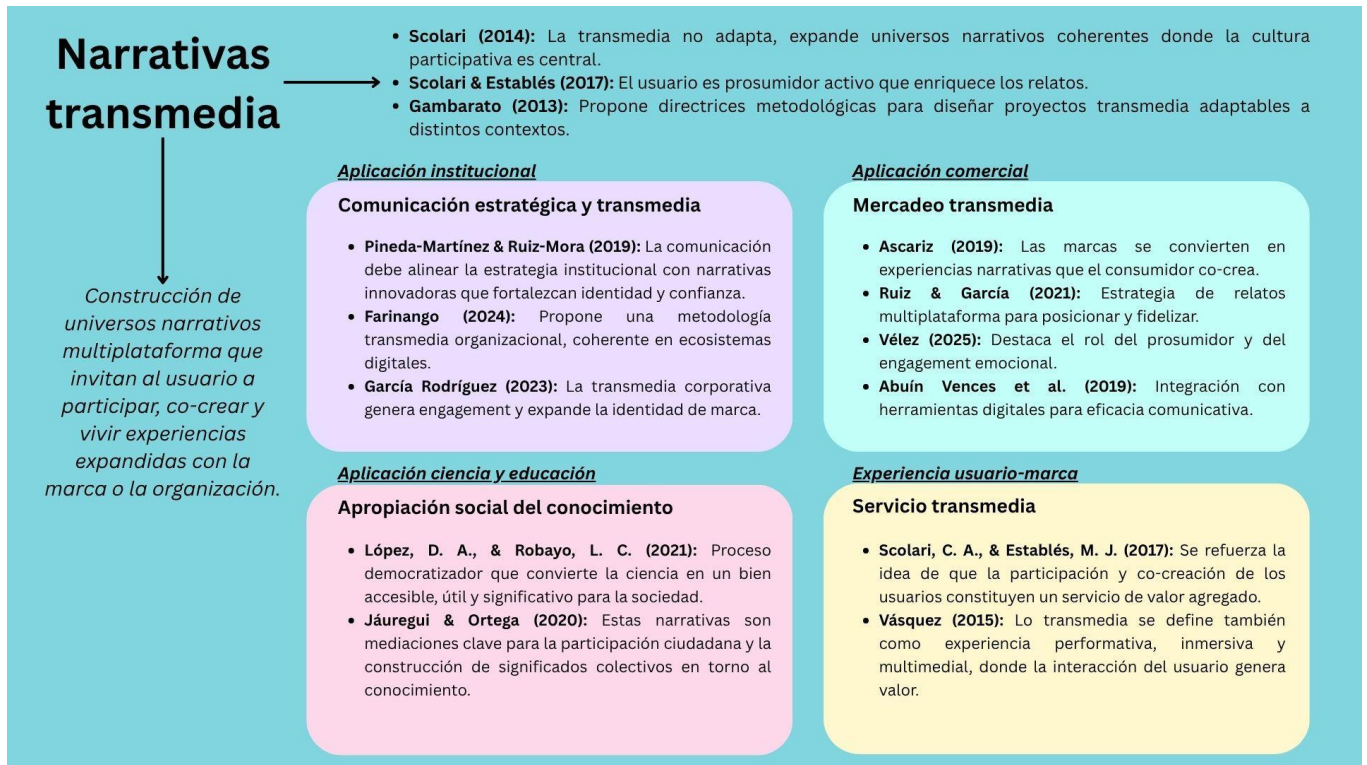 Narrativas
transmedia
• Scolari (2014): La transmedia no adapta, expande universos narrativos coherentes donde la cultura
participativa es central.
• Scolari & Establés (2017): El usuario es prosumidor activo que enriquece los relatos.
• Gambarato (2013): Propone directrices metodológicas para diseñar proyectos transmedia adaptables a
distintos contextos.
Construcción de
universos narrativos
multiplataforma que
invitan al usuario a
participar, co-crear y
vivir experiencias
expandidas con la
marca o la organización.
Aplicación institucional
Comunicación estratégica y transmedia
• Pineda-Martínez & Ruiz-Mora (2019): La comunicación
debe alinear la estrategia institucional con narrativas
innovadoras que fortalezcan identidad y confianza.
• Farinango (2024): Propone una metodología
transmedia organizacional, coherente en ecosistemas
digitales.
• García Rodríguez (2023): La transmedia corporativa
genera engagement y expande la identidad de marca.
Aplicación comercial
Mercadeo transmedia
• Ascariz (2019): Las marcas se convierten en
experiencias narrativas que el consumidor co-crea.
• Ruiz & García (2021): Estrategia de relatos
multiplataforma para posicionar y fidelizar.
• Vélez (2025): Destaca el rol del prosumidor y del
engagement emocional.
• Abuín Vences et al. (2019): Integración con
herramientas digitales para eficacia comunicativa.
Aplicación ciencia y educación
Apropiación social del conocimiento
• López, D. A., & Robayo, L. C. (2021): Proceso
democratizador que convierte la ciencia en un bien
accesible, útil y significativo para la sociedad.
• Jáuregui & Ortega (2020): Estas narrativas son
mediaciones clave para la participación ciudadana y la
construcción de significados colectivos en torno al
conocimiento.
Experiencia usuario-marca
Servicio transmedia
• Scolari, C. A., & Establés, M. J. (2017): Se refuerza la
idea de que la participación y co-creación de los
usuarios constituyen un servicio de valor agregado.
• Vásquez (2015): Lo transmedia se define también
como experiencia performativa, inmersiva y
multimedial, donde la interacción del usuario genera
valor.